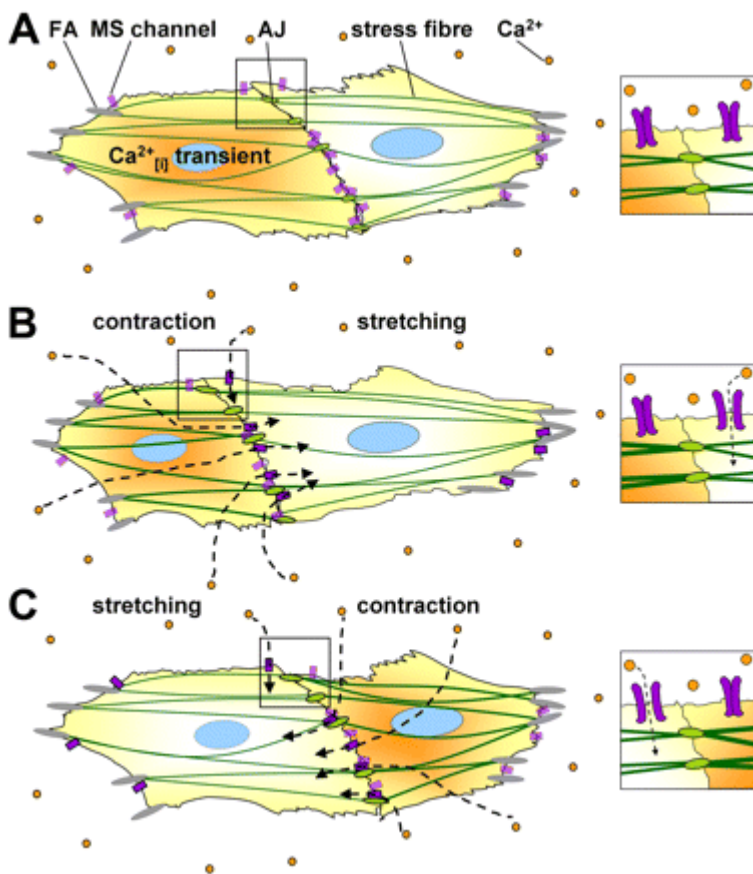 A
FA MS channel AJ stress fibre Ca²⁺
Ca²⁺[i] transient
B
contraction stretching
C
stretching contraction